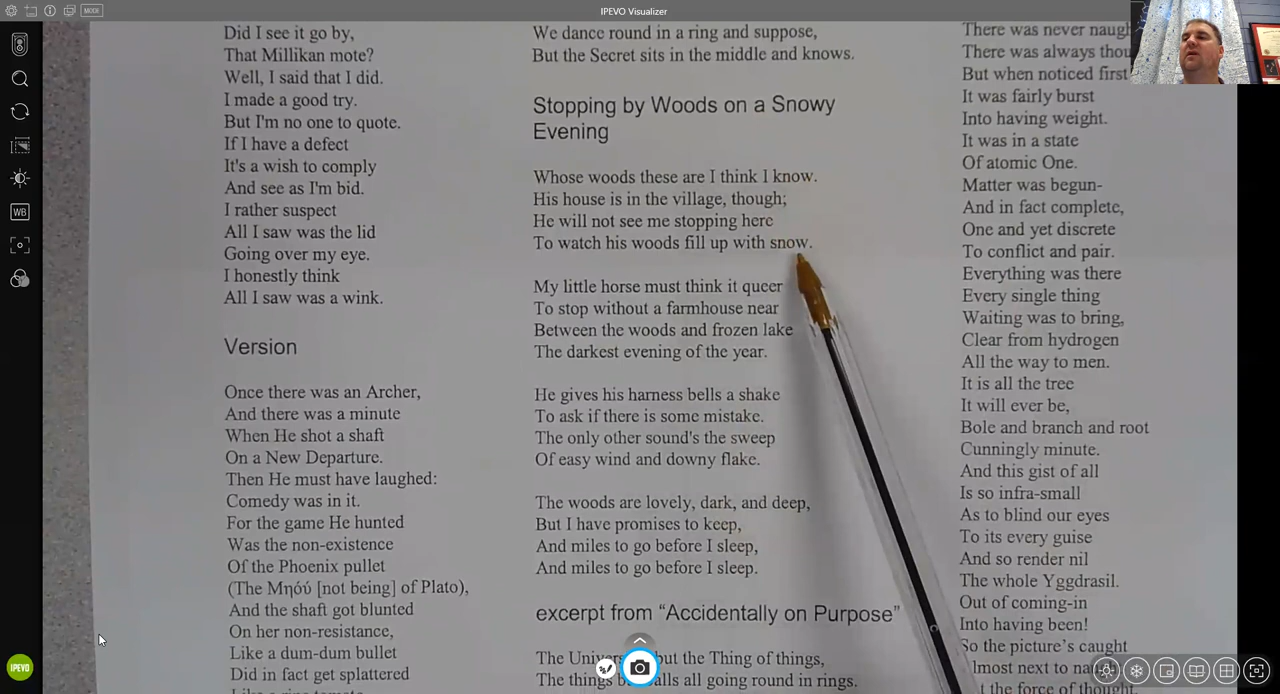 MODE
IPEVO Visualizer
WB
IPEVO
Did I see it go by,
That Millikan mote?
Well, I said that I did.
I made a good try.
But I'm no one to quote.
If I have a defect
It's a wish to comply
And see as I'm bid.
I rather suspect
All I saw was the lid
Going over my eye.
I honestly think
All I saw was a wink.
Version
Once there was an Archer,
And there was a minute
When He shot a shaft
On a New Departure.
Then He must have laughed:
Comedy was in it.
For the game He hunted
Was the non-existence
Of the Phoenix pullet
(The Μηόύ [not being] of Plato),
And the shaft got blunted
On her non-resistance,
Like a dum-dum bullet
Did in fact get splattered
We dance round in a ring and suppose,
But the Secret sits in the middle and knows.
Stopping by Woods on a Snowy
Evening
Whose woods these are I think I know.
His house is in the village, though;
He will not see me stopping here
To watch his woods fill up with snow.
My little horse must think it queer
To stop without a farmhouse near
Between the woods and frozen lake
The darkest evening of the year.
He gives his harness bells a shake
To ask if there is some mistake.
The only other sound's the sweep
Of easy wind and downy flake.
The woods are lovely, dark, and deep,
But I have promises to keep,
And miles to go before I sleep,
And miles to go before I sleep.
excerpt from “Accidentally on Purpose”
The but the Thing of things,
The things all going round in rings.
There was never
There was always
But when noticed first
It was fairly burst
Into having weight.
It was in a state
Of atomic One.
Matter was begun-
And in fact complete,
One and yet discrete
To conflict and pair.
Everything was there
Every single thing
Waiting was to bring,
Clear from hydrogen
All the way to men.
It is all the tree
It will ever be,
Bole and branch and root
Cunningly minute.
And this gist of all
Is so infra-small
As to blind our eyes
To its every guise
And so render nil
The whole Yggdrasil.
Out of coming-in
Into having being!
So the picture's caught
Almost next to
the force of thought.